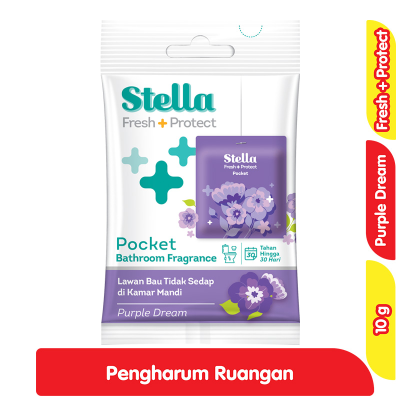 Stella
Fresh + Protect
Stella
Fresh + Protect
Pocket
Pocket
Bathroom Fragrance
30
Tahan
Hingga
30 Hari
Lawan Bau Tidak Sedap
di Kamar Mandi
Purple Dream
Fresh + Protect
Purple Dream
10 g
Pengharum Ruangan